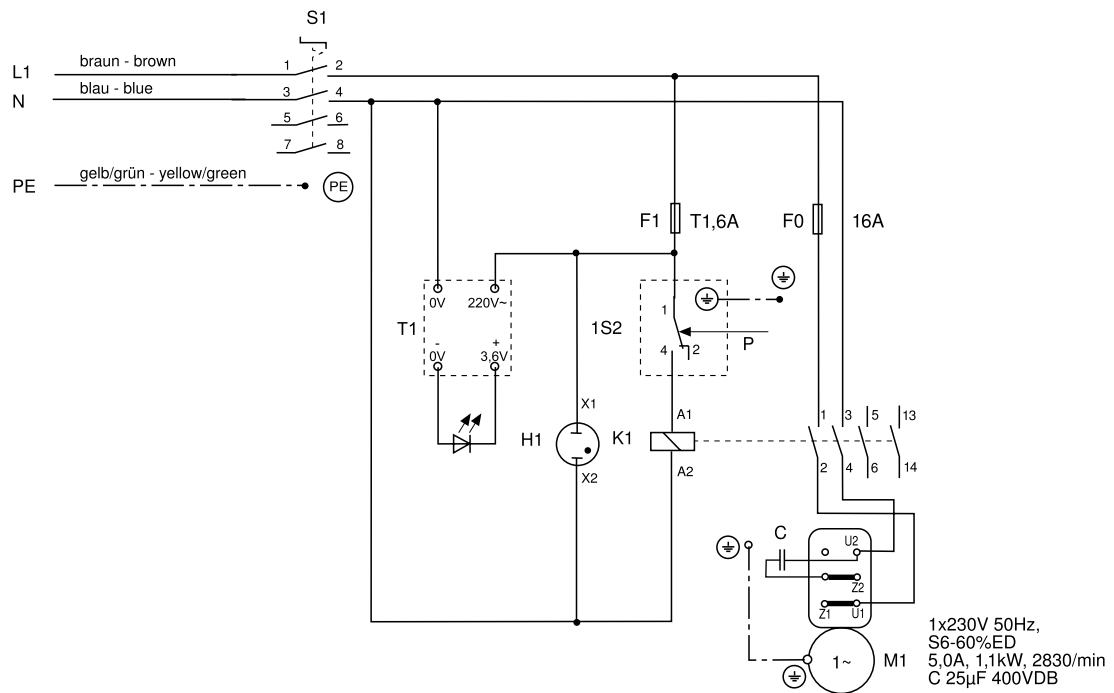 S1
L1
braun - brown
1
2
N
blau - blue
3
4
5
6
7
8
PE
gelb/grün - yellow/green
PE
F1
T1,6A
F0
16A
T1
0V
220V~
-
+
0V
3,6V
1S2
1
4
2
P
H1
X1
X2
K1
A1
A2
1
3
5
13
2
4
6
14
C
U2
Z2
Z1
U1
1~
M1
1x230V 50Hz,
S6-60%ED
5,0A, 1,1kW, 2830/min
C 25µF 400VDB